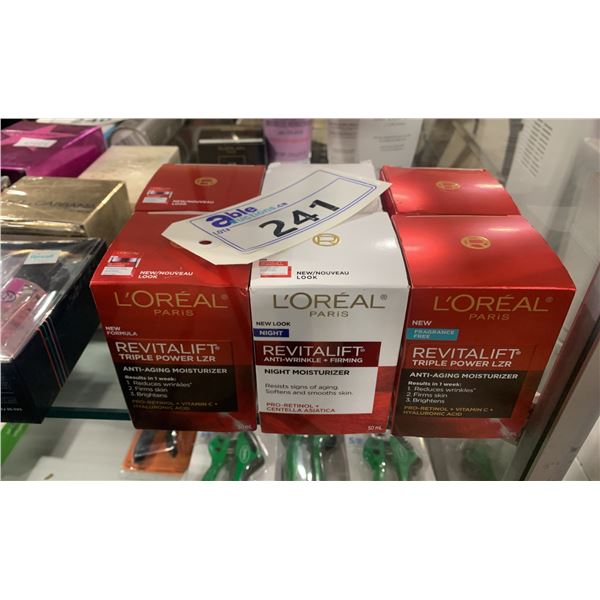 Able
auctions.ca
241
NEW/NOUVEAU
LOOK
NEW/NOUVEAU
LOOK
L'ORÉAL
PARIS
NEW
FORMULA
REVITALIFT
TRIPLE POWER LZR
ANTI-AGING MOISTURIZER
Results in 1 week:
1. Reduces wrinkles*
2. Firms skin
3. Brightens
PRO-RETINOL + VITAMIN C +
HYALURONIC ACID
50 mL
NEW/NOUVEAU
LOOK
L'ORÉAL
PARIS
NEW LOOK
NIGHT
REVITALIFT®
ANTI-WRINKLE + FIRMING
NIGHT MOISTURIZER
Resists signs of aging.
Softens and smooths skin.
PRO-RETINOL +
CENTELLA ASIATICA
50 mL
L'ORÉAL
PARIS
NEW
FRAGRANCE
FREE
REVITALIFT®
TRIPLE POWER LZR
ANTI-AGING MOISTURIZER
Results in 1 week:
1. Reduces wrinkles*
2. Firms skin
3. Brightens
PRO-RETINOL + VITAMIN C +
HYALURONIC ACID